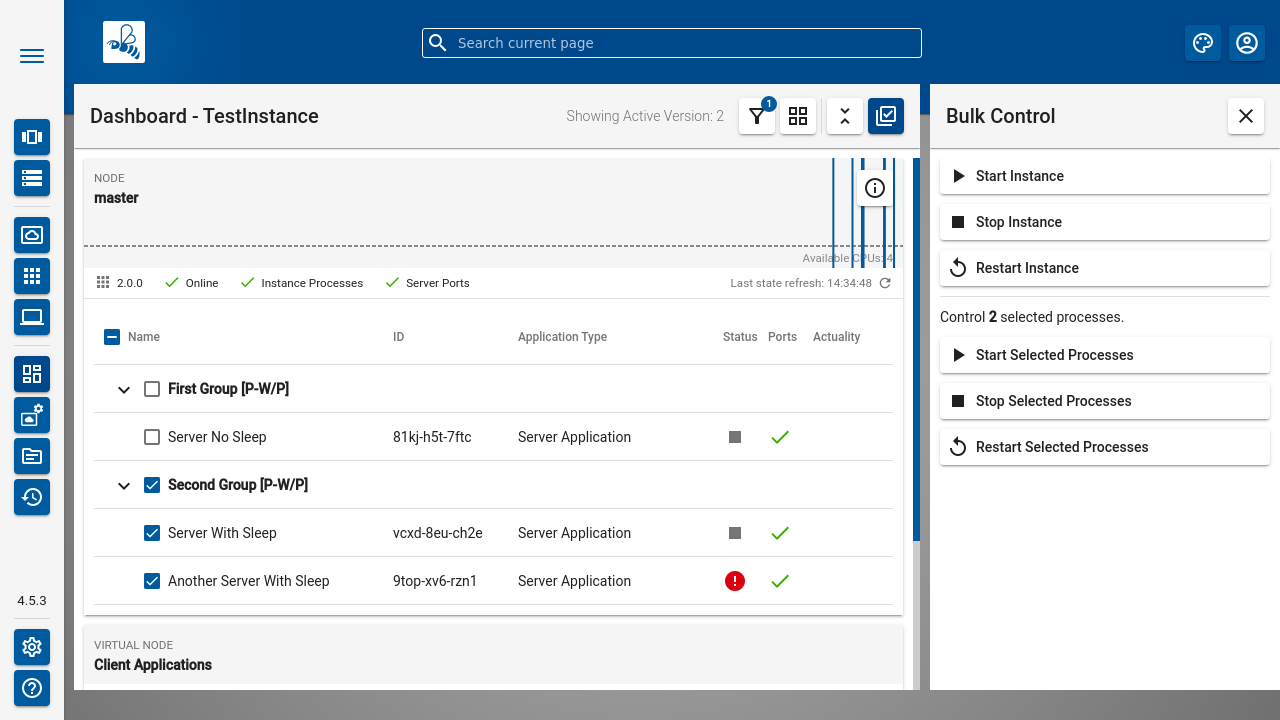 Search current page
Dashboard - TestInstance
Showing Active Version: 2
1
Bulk Control
NODE
master
Available CPUs: 4
2.0.0
Online
Instance Processes
Server Ports
Last state refresh: 14:34:48
Name ID Application Type Status Ports Actuality
First Group [P-W/P]
Server No Sleep 81kj-h5t-7ftc Server Application
Second Group [P-W/P]
Server With Sleep vcxd-8eu-ch2e Server Application
Another Server With Sleep 9top-xv6-rzn1 Server Application
VIRTUAL NODE
Client Applications
Start Instance
Stop Instance
Restart Instance
Control 2 selected processes.
Start Selected Processes
Stop Selected Processes
Restart Selected Processes
4.5.3